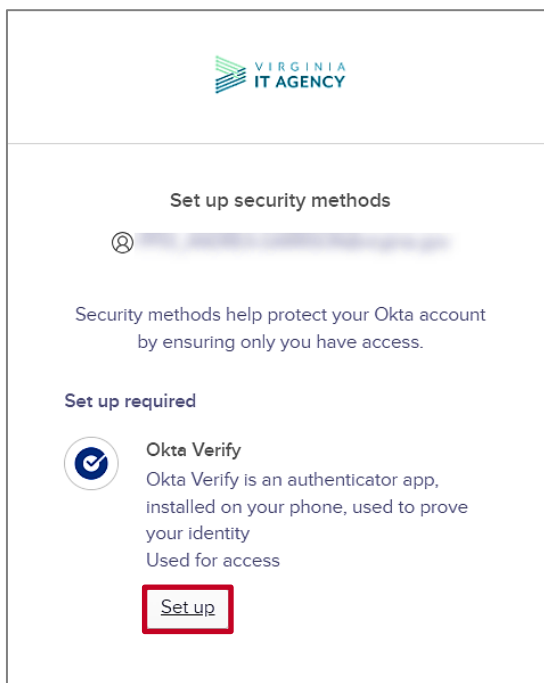 VIRGINIA
IT AGENCY
Set up security methods
Security methods help protect your Okta account
by ensuring only you have access.
Set up required
Okta Verify
Okta Verify is an authenticator app,
installed on your phone, used to prove
your identity
Used for access
Set up